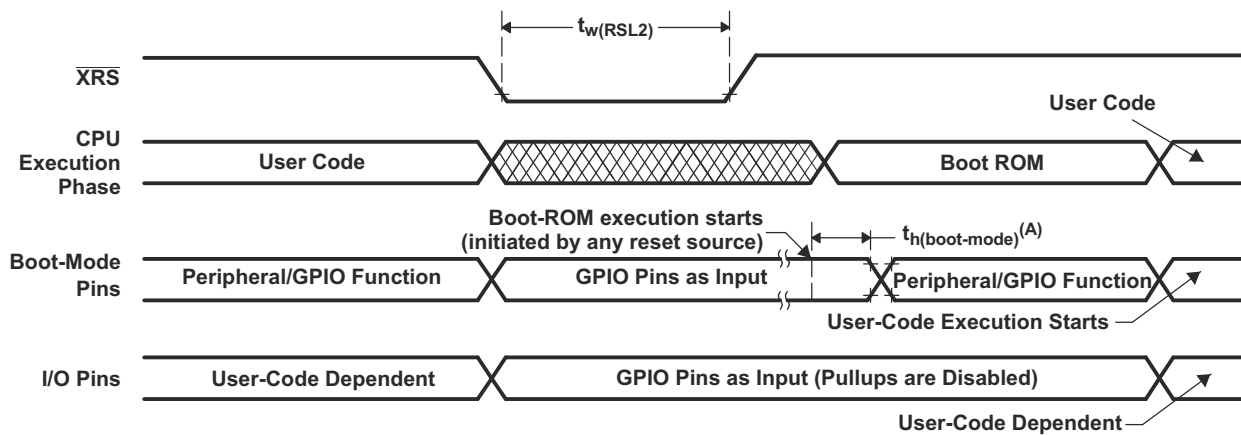 tw(RSL2)
XRS
User Code
CPU
Execution
Phase
User Code
Boot ROM
Boot-ROM execution starts
(initiated by any reset source)
th(boot-mode)(A)
Boot-Mode
Pins
Peripheral/GPIO Function
GPIO Pins as Input
Peripheral/GPIO Function
User-Code Execution Starts
I/O Pins
User-Code Dependent
GPIO Pins as Input (Pullups are Disabled)
User-Code Dependent